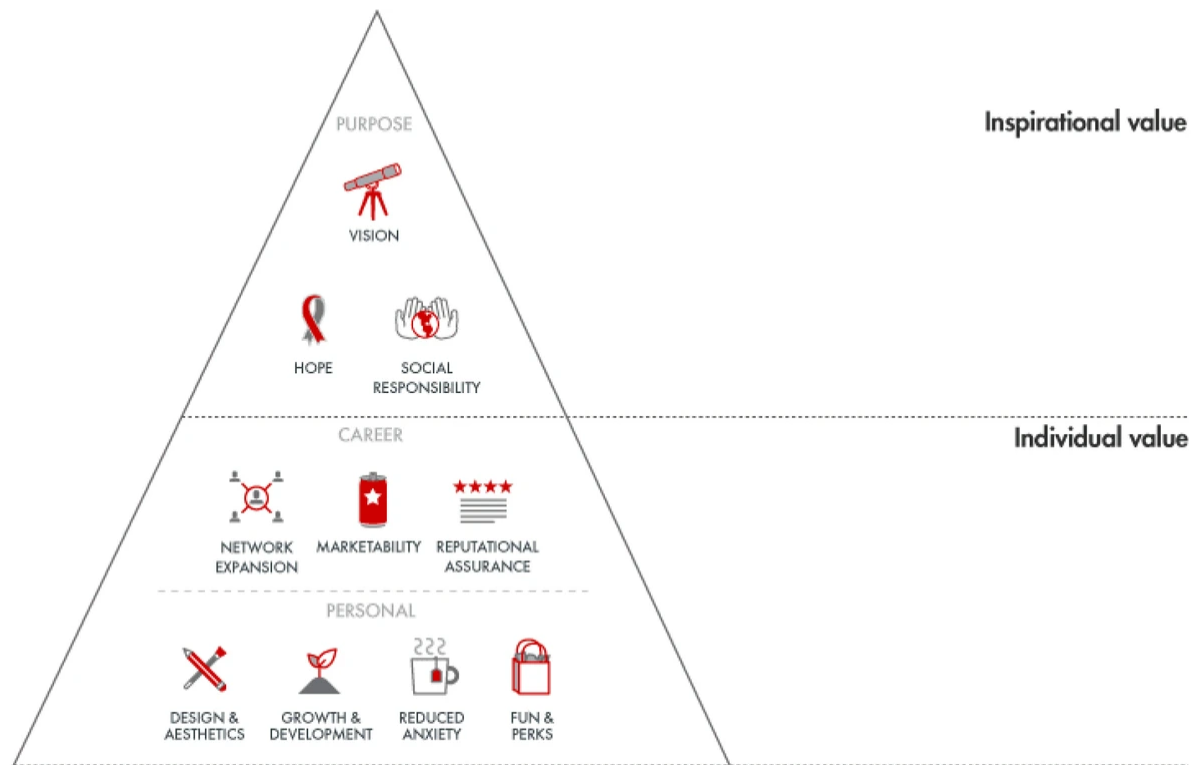 PURPOSE
Inspirational value
VISION
HOPE
SOCIAL
RESPONSIBILITY
CAREER
Individual value
NETWORK
EXPANSION
MARKETABILITY
REPUTATIONAL
ASSURANCE
PERSONAL
DESIGN &
AESTHETICS
GROWTH &
DEVELOPMENT
REDUCED
ANXIETY
FUN &
PERKS